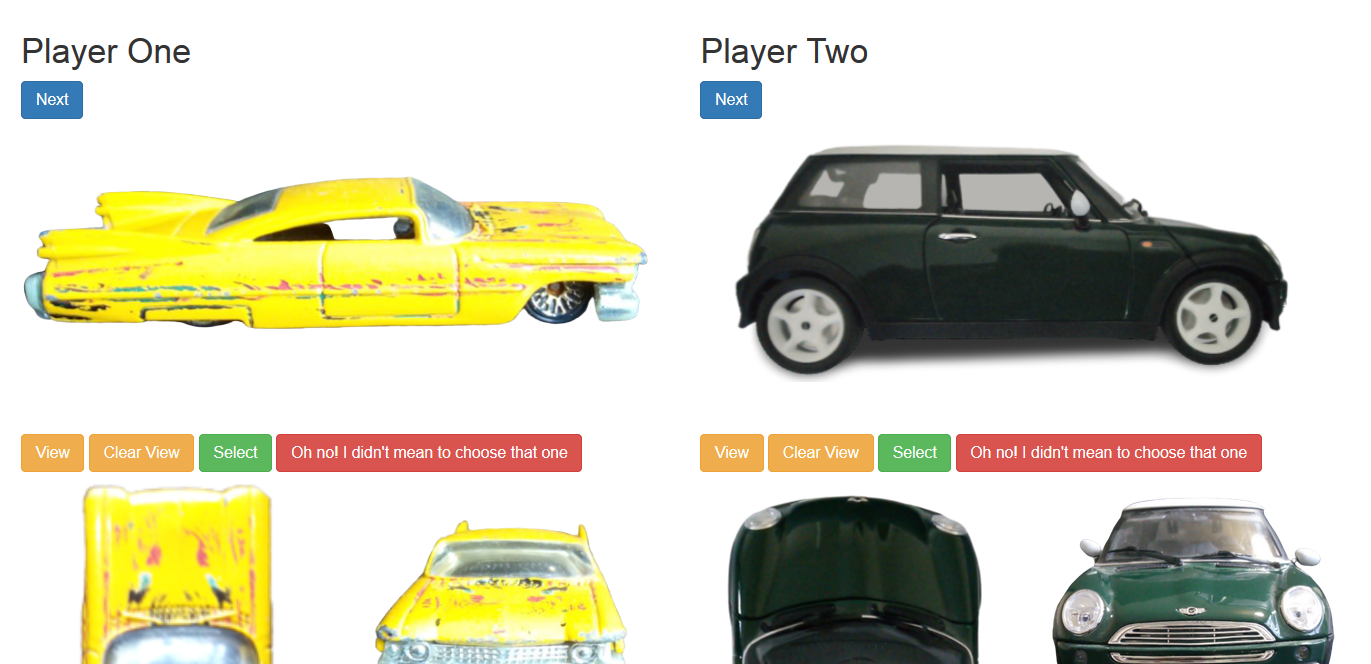 Player One
Next
View Clear View Select Oh no! I didn't mean to choose that one
Player Two
Next
View Clear View Select Oh no! I didn't mean to choose that one